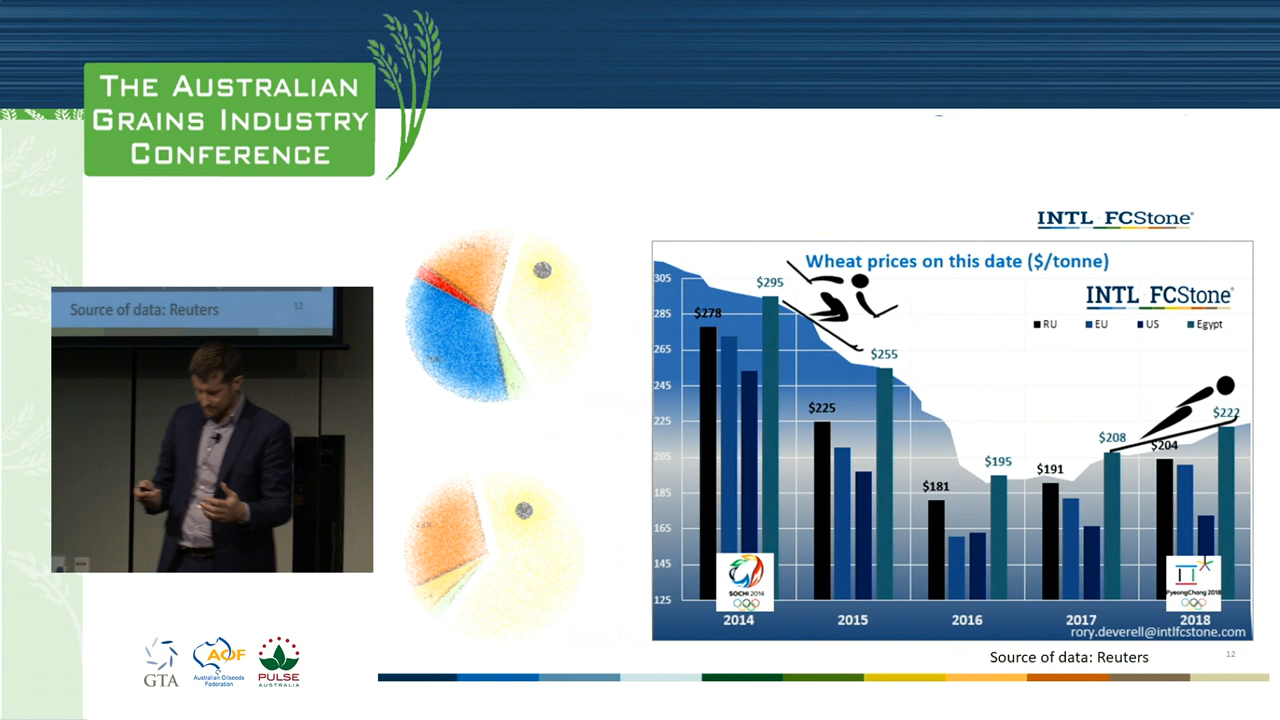 THE AUSTRALIAN
GRAINS INDUSTRY
CONFERENCE
INTL FCStone®
Wheat prices on this date ($/tonne)
INTL FCStone®
RU
EU
US
Egypt
305
285
265
245
225
205
185
165
145
125
$278
$295
$225
$255
$181
$195
$191
$208
$204
$222
SOCHI 2014
PyeongChang 2018
2014
2015
2016
2017
2018
rory.deverell@intlfcstone.com
Source of data: Reuters
12
Source of data: Reuters
12
GTA
AOF
Australian Oilseeds
Federation
PULSE
AUSTRALIA